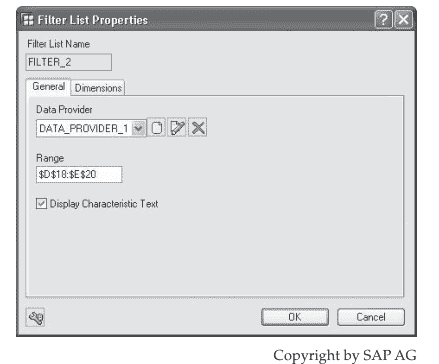 Filter List Properties
Filter List Name
FILTER_2
General Dimensions
Data Provider
DATA_PROVIDER_1
Range
$D$18:$E$20
Display Characteristic Text
OK Cancel
Copyright by SAP AG